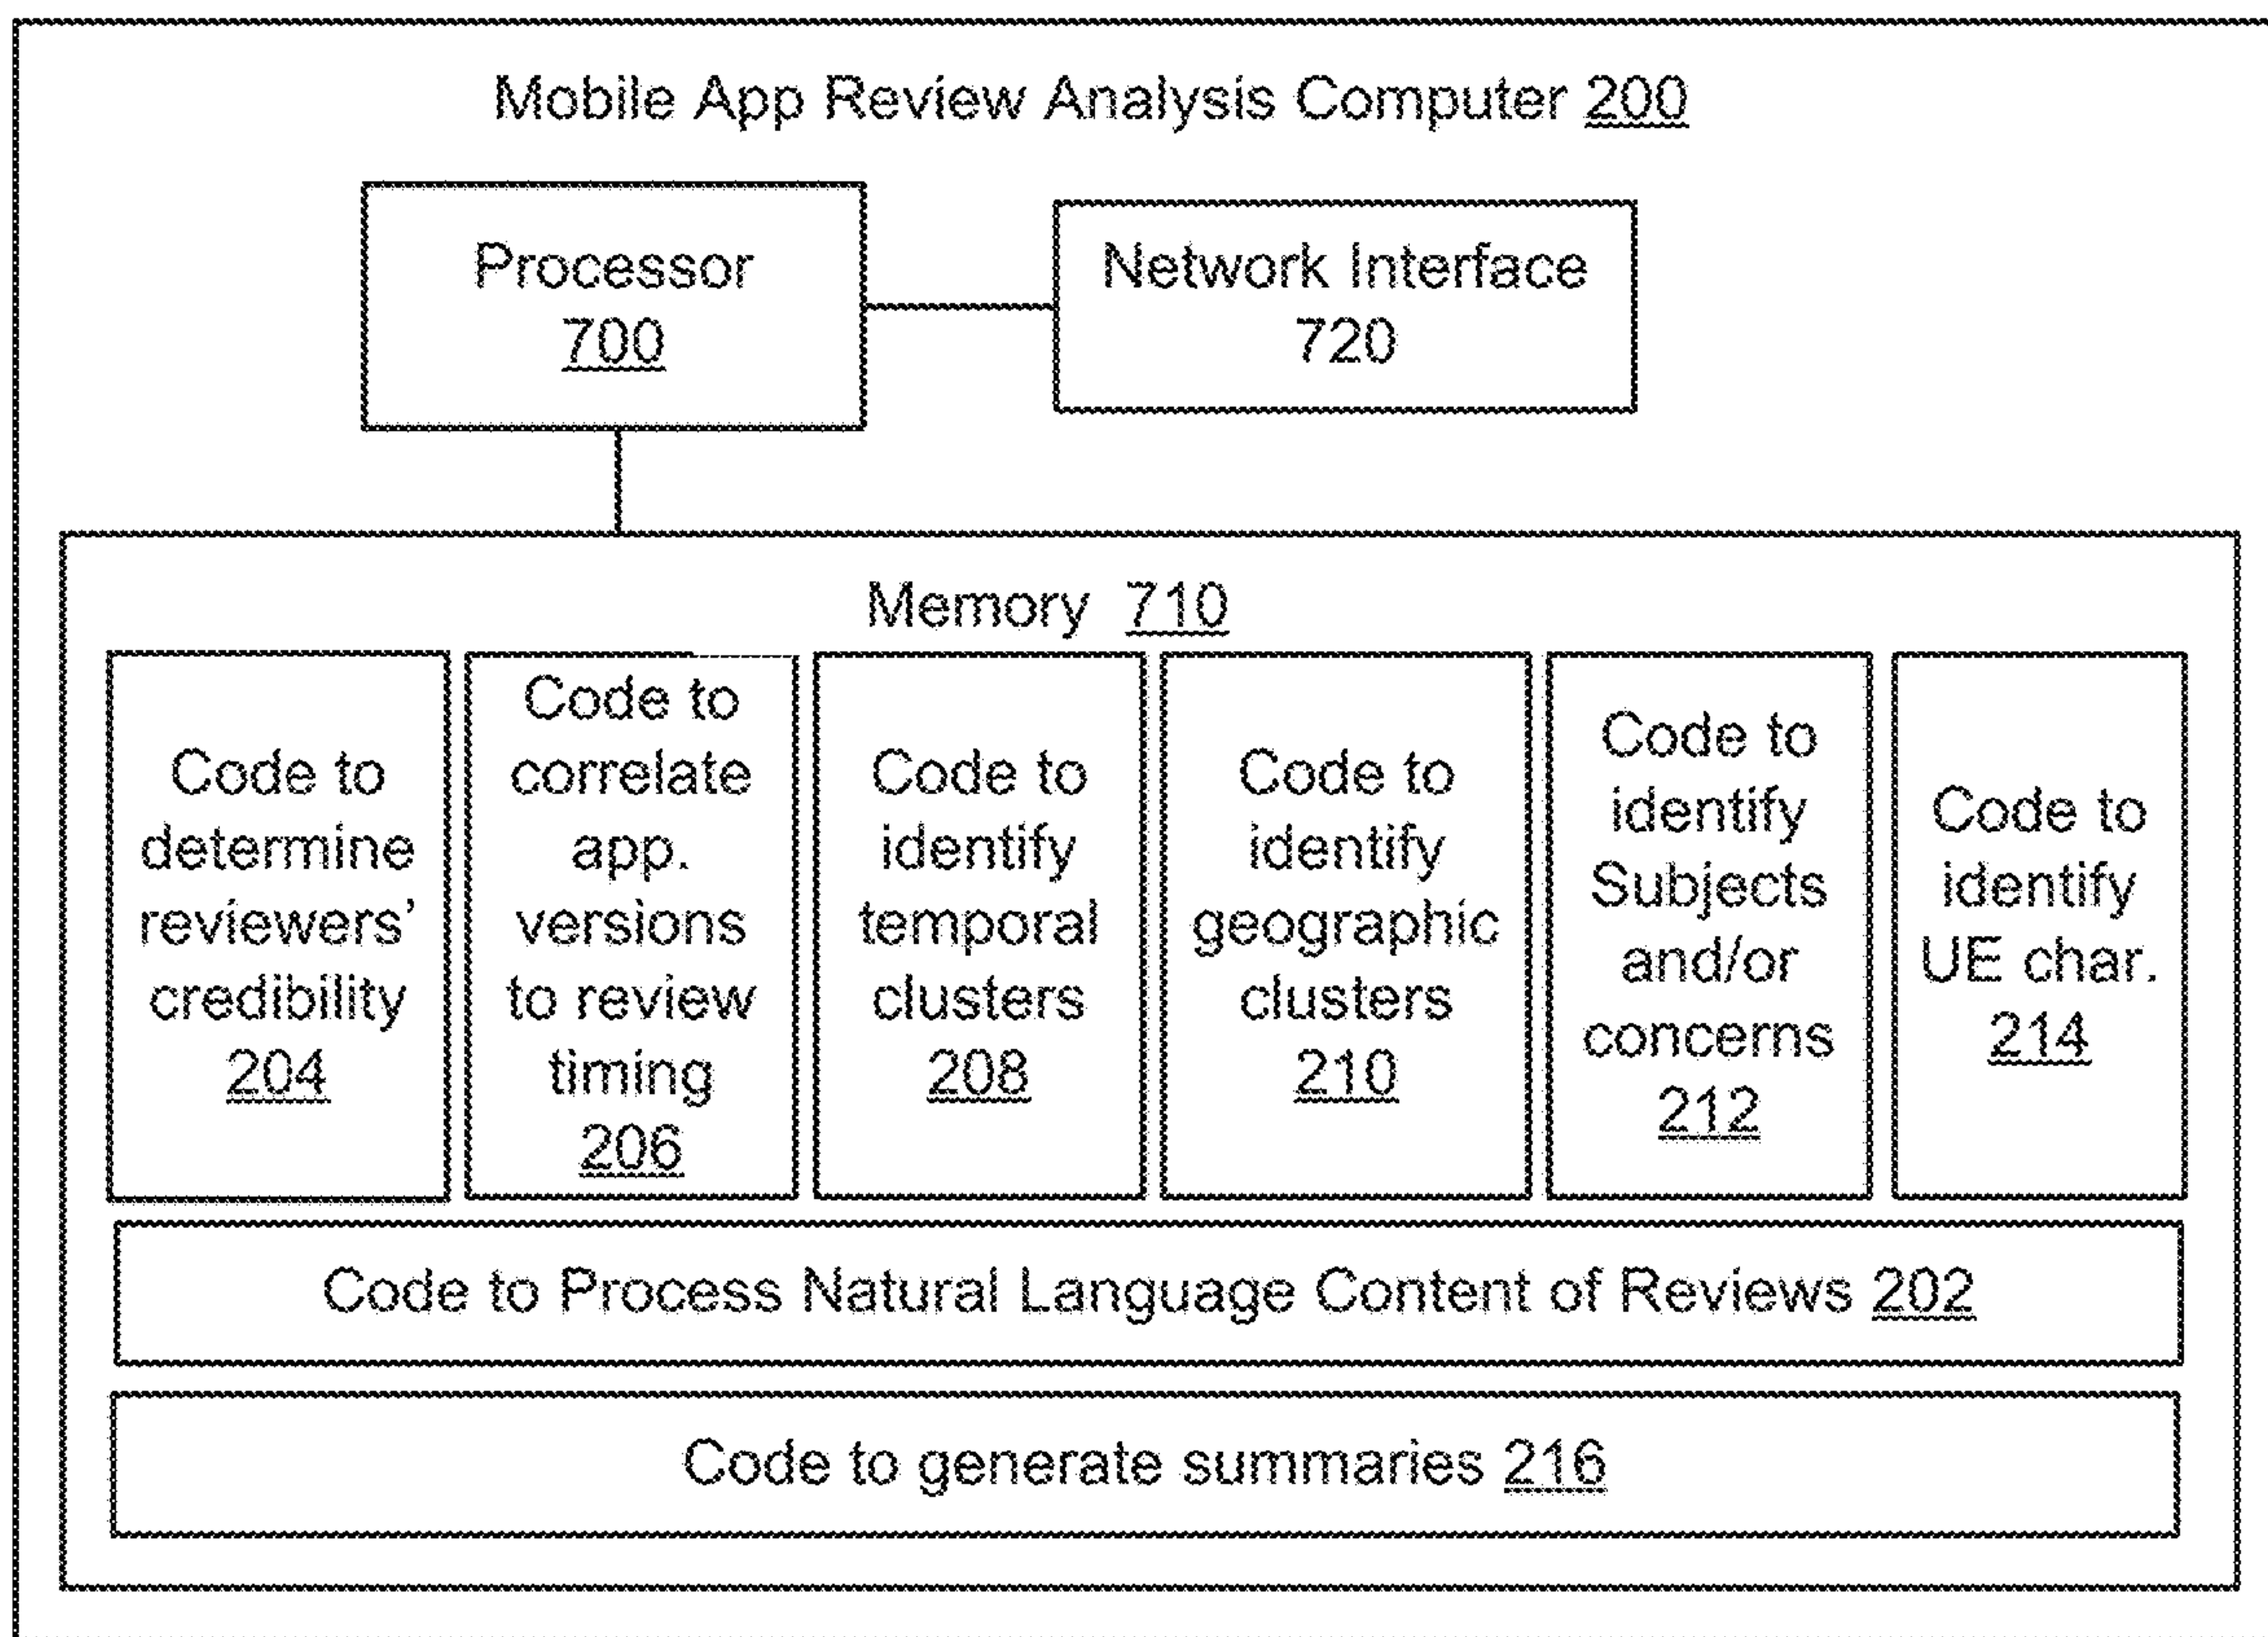 Mobile App Review Analysis Computer 200
Processor
700
Network Interface
720
Memory 710
Code to
determine
reviewers’
credibility
204
Code to
correlate
app.
versions
to review
timing
206
Code to
identify
temporal
clusters
208
Code to
identify
geographic
clusters
210
Code to
identify
Subjects
and/or
concerns
212
Code to
identify
UE char.
214
Code to Process Natural Language Content of Reviews 202
Code to generate summaries 216